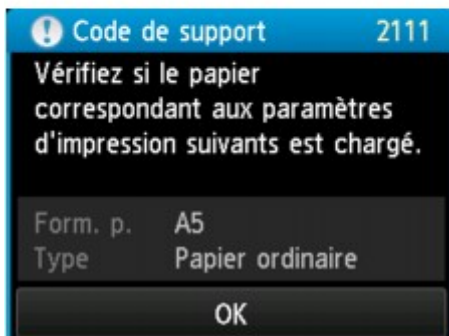 Code de support 2111
Vérifiez si le papier
correspondant aux paramètres
d'impression suivants est chargé.
Form. p. A5
Type Papier ordinaire
OK